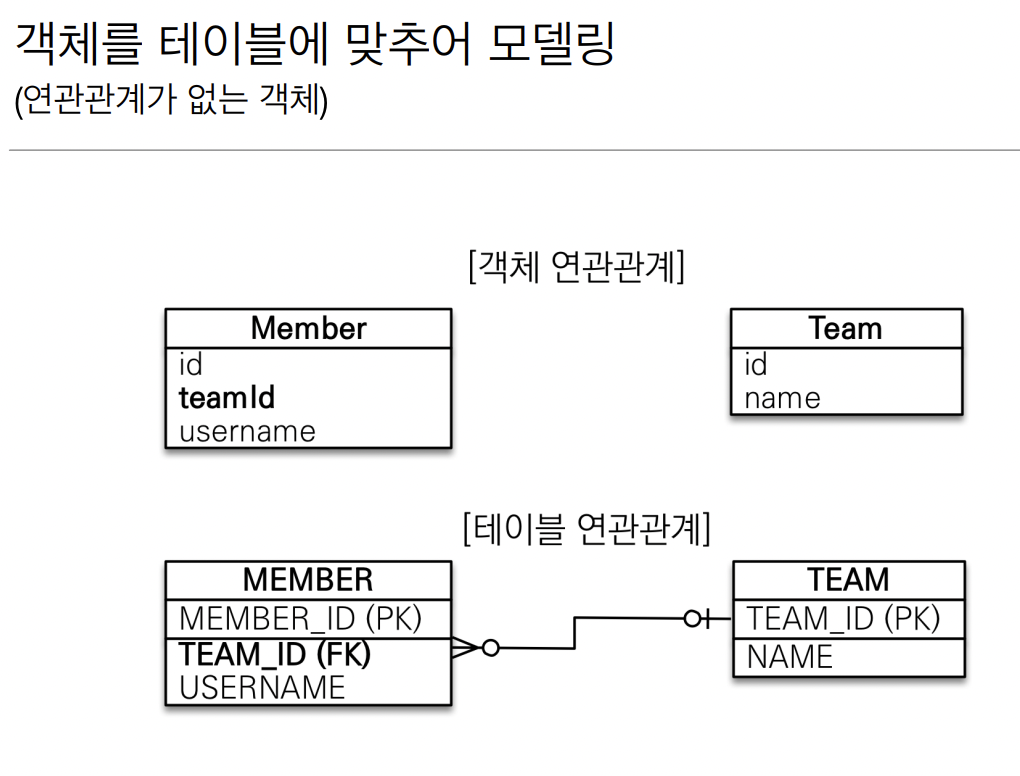 객체를 테이블에 맞추어 모델링
(연관관계가 없는 객체)
[객체 연관관계]
Member
id
teamId
username
Team
id
name
[테이블 연관관계]
MEMBER
MEMBER_ID (PK)
TEAM_ID (FK)
USERNAME
TEAM
TEAM_ID (PK)
NAME